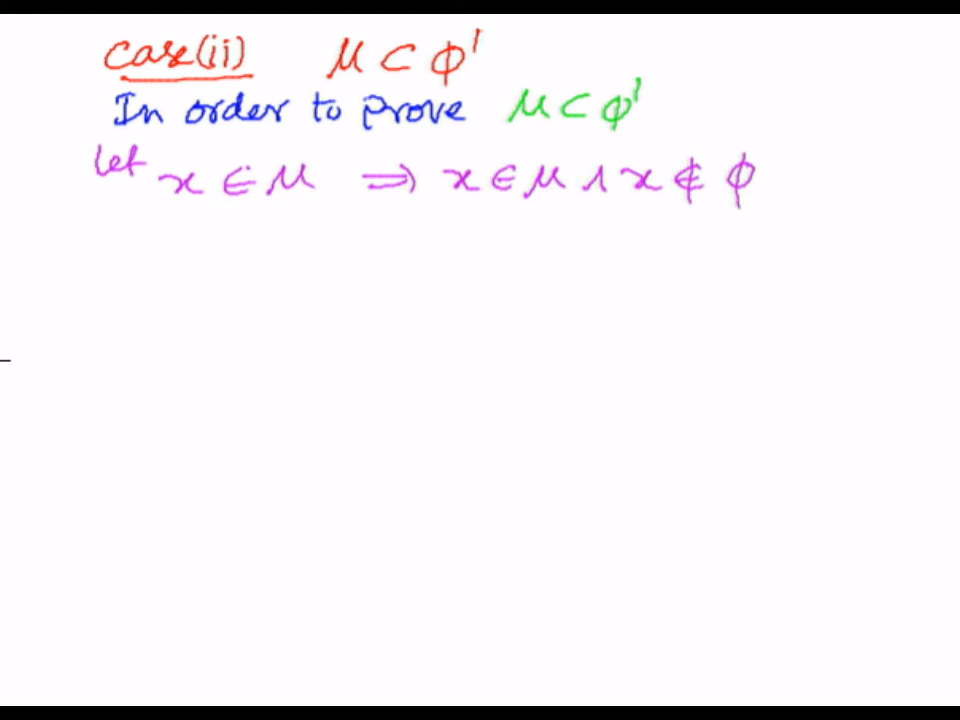 Case(ii) μ ⊂ φ'
In order to prove μ ⊂ φ'
let x ∈ μ ⇒ x ∈ μ ∧ x ∉ φ